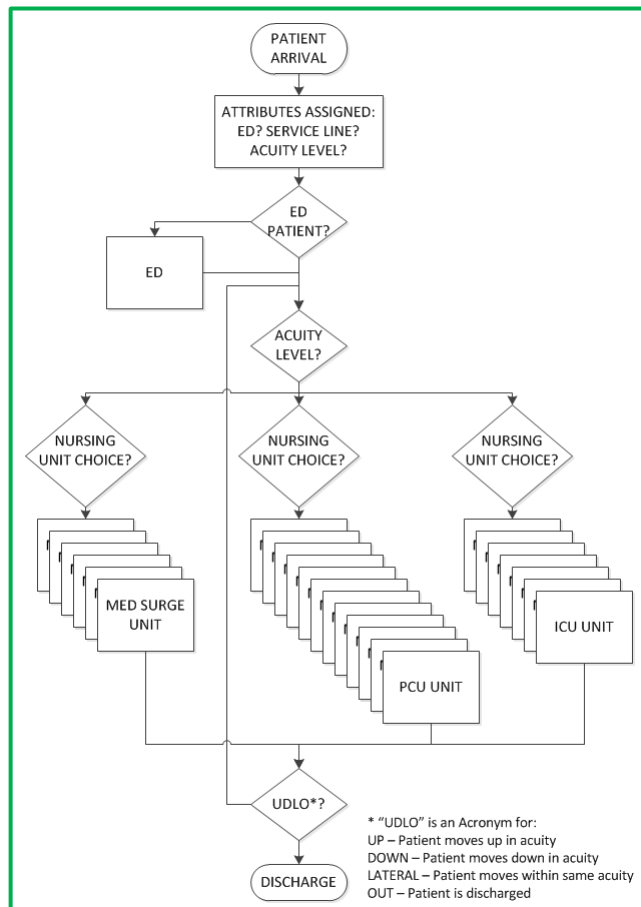 PATIENT
ARRIVAL
ATTRIBUTES ASSIGNED:
ED? SERVICE LINE?
ACUITY LEVEL?
ED
PATIENT?
ED
ACUITY
LEVEL?
NURSING
UNIT CHOICE?
NURSING
UNIT CHOICE?
NURSING
UNIT CHOICE?
MED SURGE
UNIT
PCU UNIT
ICU UNIT
UDLO*?
DISCHARGE
* “UDLO” is an Acronym for:
UP – Patient moves up in acuity
DOWN – Patient moves down in acuity
LATERAL – Patient moves within same acuity
OUT – Patient is discharged